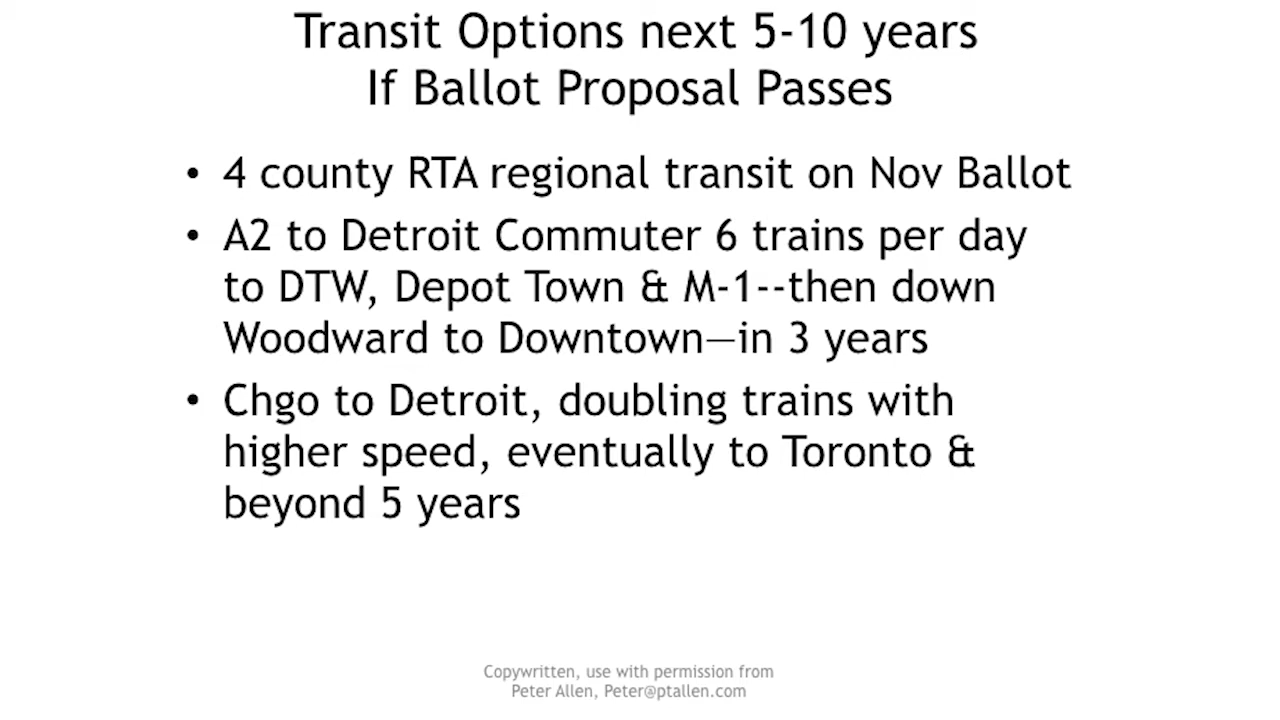 Transit Options next 5-10 years
If Ballot Proposal Passes
• 4 county RTA regional transit on Nov Ballot
• A2 to Detroit Commuter 6 trains per day
to DTW, Depot Town & M-1--then down
Woodward to Downtown—in 3 years
• Chgo to Detroit, doubling trains with
higher speed, eventually to Toronto &
beyond 5 years
Copywritten, use with permission from
Peter Allen, Peter@ptallen.com